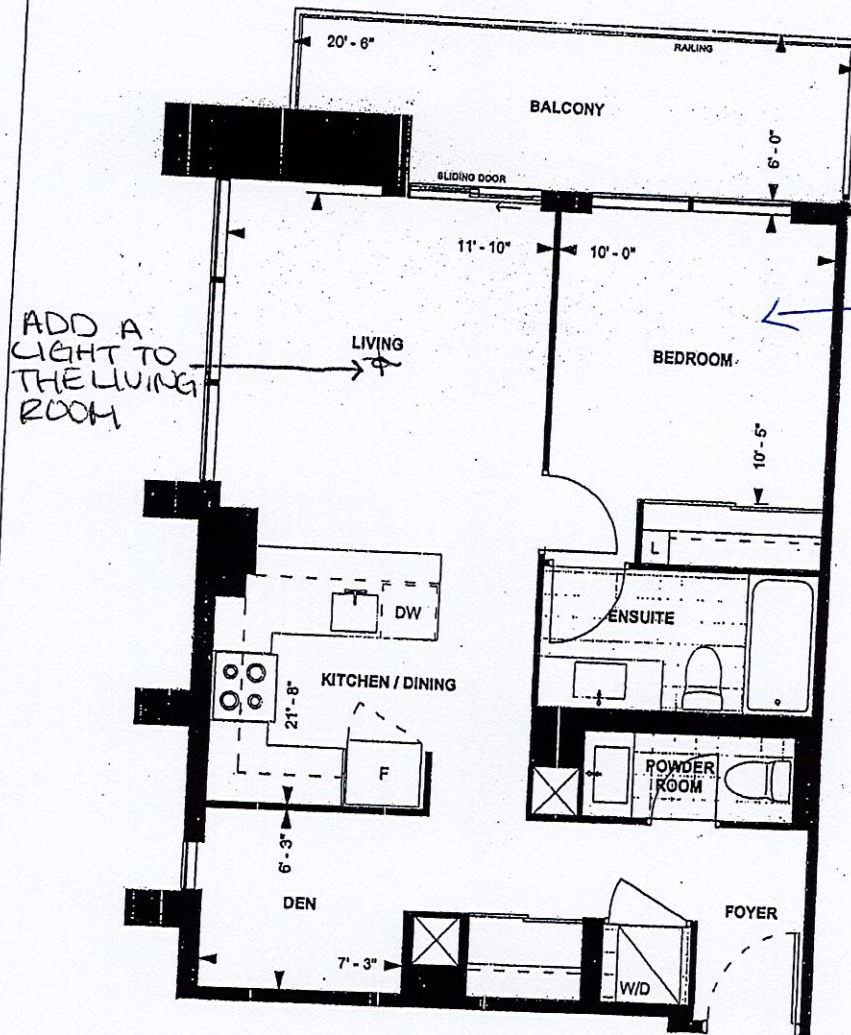 20' - 6"
RAILING
BALCONY
6' - 0"
SLIDING DOOR
11' - 10"
10' - 0"
ADD A
LIGHT TO
THE LIVING
ROOM
LIVING
BEDROOM
10' - 5"
L
DW
ENSUITE
KITCHEN / DINING
21' - 8"
F
POWDER
ROOM
6' - 3"
DEN
FOYER
7' - 3"
W/D